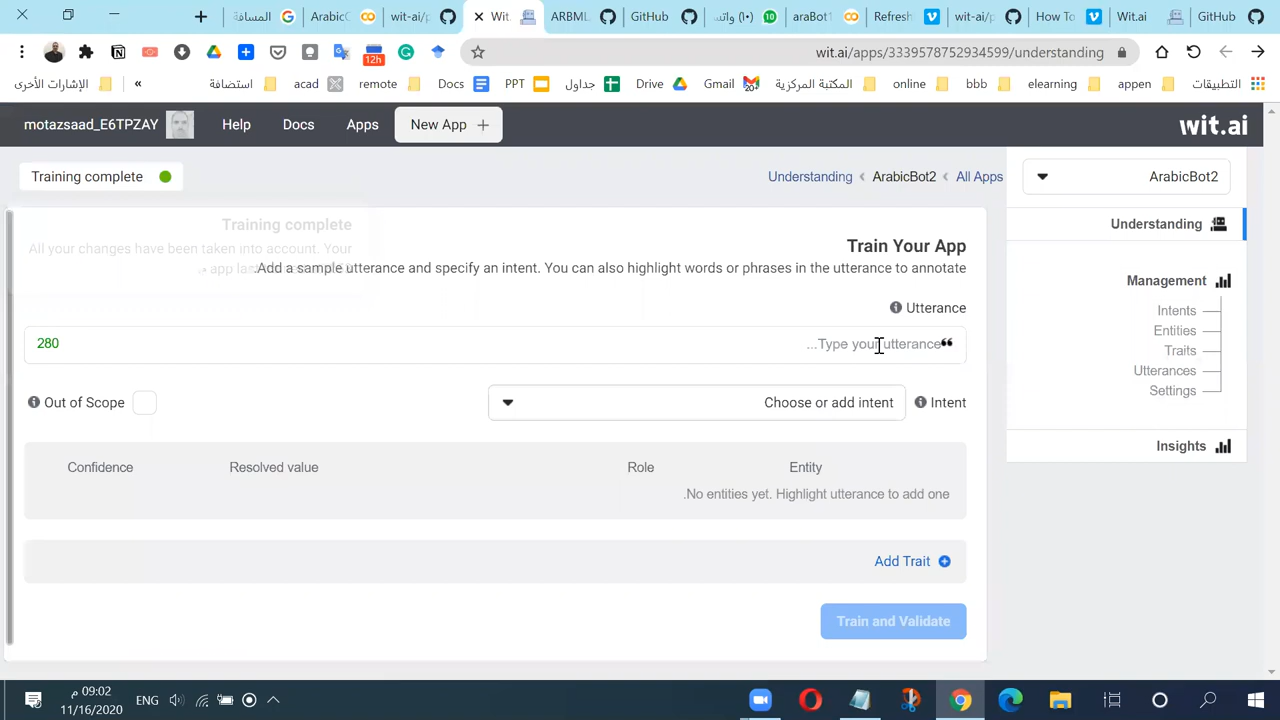 المسافة
ArabicG
wit-ai/p
Wit.
ARBML
GitHub
(١٠) واتس
araBot1
Refresh
wit-ai/p
How To
Wit.ai
GitHub
wit.ai/apps/3339578752934599/understanding
12h
الإشارات الأخرى
»
استضافة
acad
remote
Docs
PPT
جداول
Drive
Gmail
20+
المكتبة المركزية
online
bbb
elearning
appen
التطبيقات
motazsaad_E6TPZAY
Help
Docs
Apps
New App +
wit.ai
Training complete
Understanding ‹ ArabicBot2 ‹ All Apps
ArabicBot2
Training complete
All your changes have been taken into account. Your
Understanding
Train Your App
.Add a sample utterance and specify an intent. You can also highlight words or phrases in the utterance to annotate
Management
Utterance
Intents
Entities
280
...Type your utterance
Traits
Utterances
Settings
Out of Scope
Choose or add intent
Intent
Insights
Confidence
Resolved value
Role
Entity
.No entities yet. Highlight utterance to add one
Add Trait
Train and Validate
09:02 م
ENG
11/16/2020